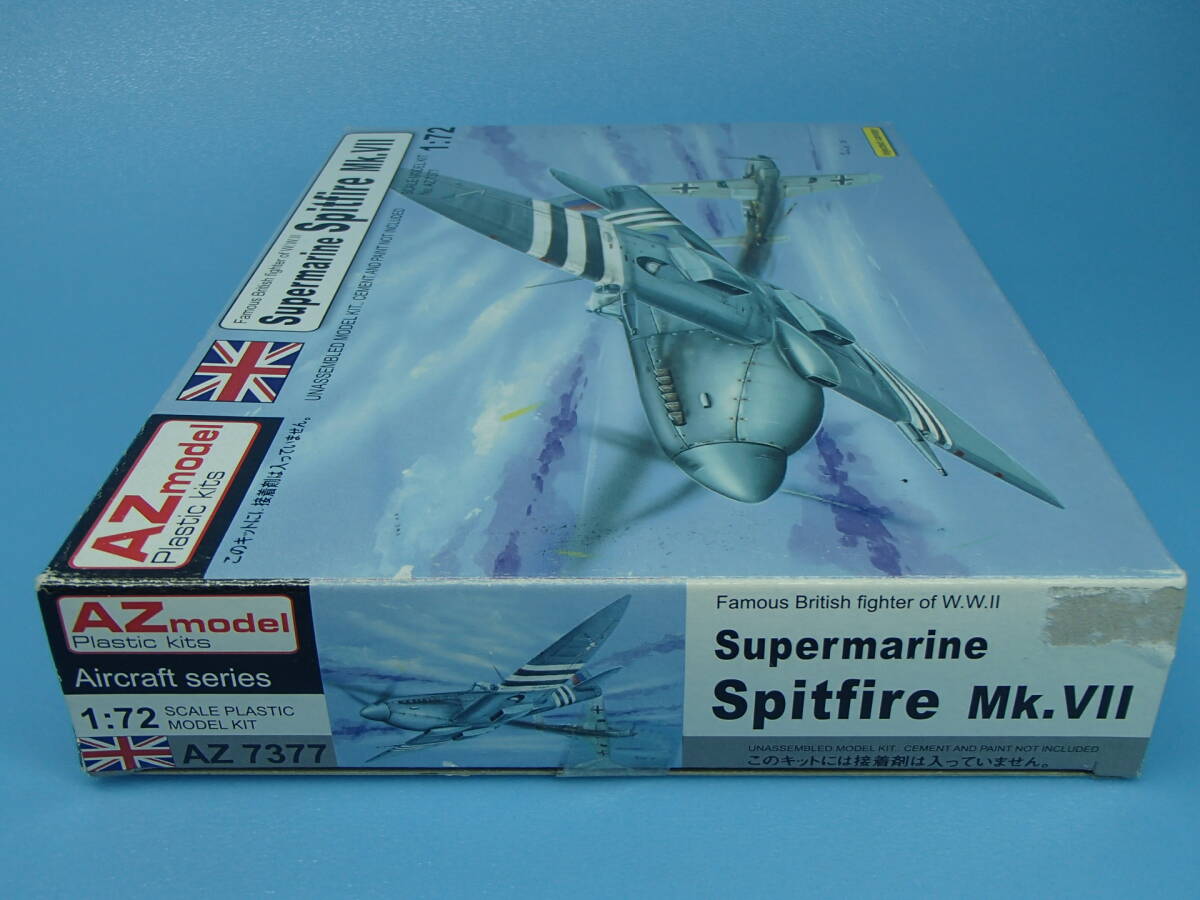 Famous British fighter of W.W.II
Supermarine Spitfire Mk.VII
SCALE MODEL KIT
1:72
UNASSEMBLED MODEL KIT. CEMENT AND PAINT NOT INCLUDED
このキットには接着剤は入っていません。
AZmodel
Plastic kits
AZmodel
Plastic kits
Aircraft series
1:72 SCALE PLASTIC
MODEL KIT
AZ 7377
Famous British fighter of W.W.II
Supermarine
Spitfire Mk.VII
UNASSEMBLED MODEL KIT. CEMENT AND PAINT NOT INCLUDED
このキットには接着剤は入っていません。